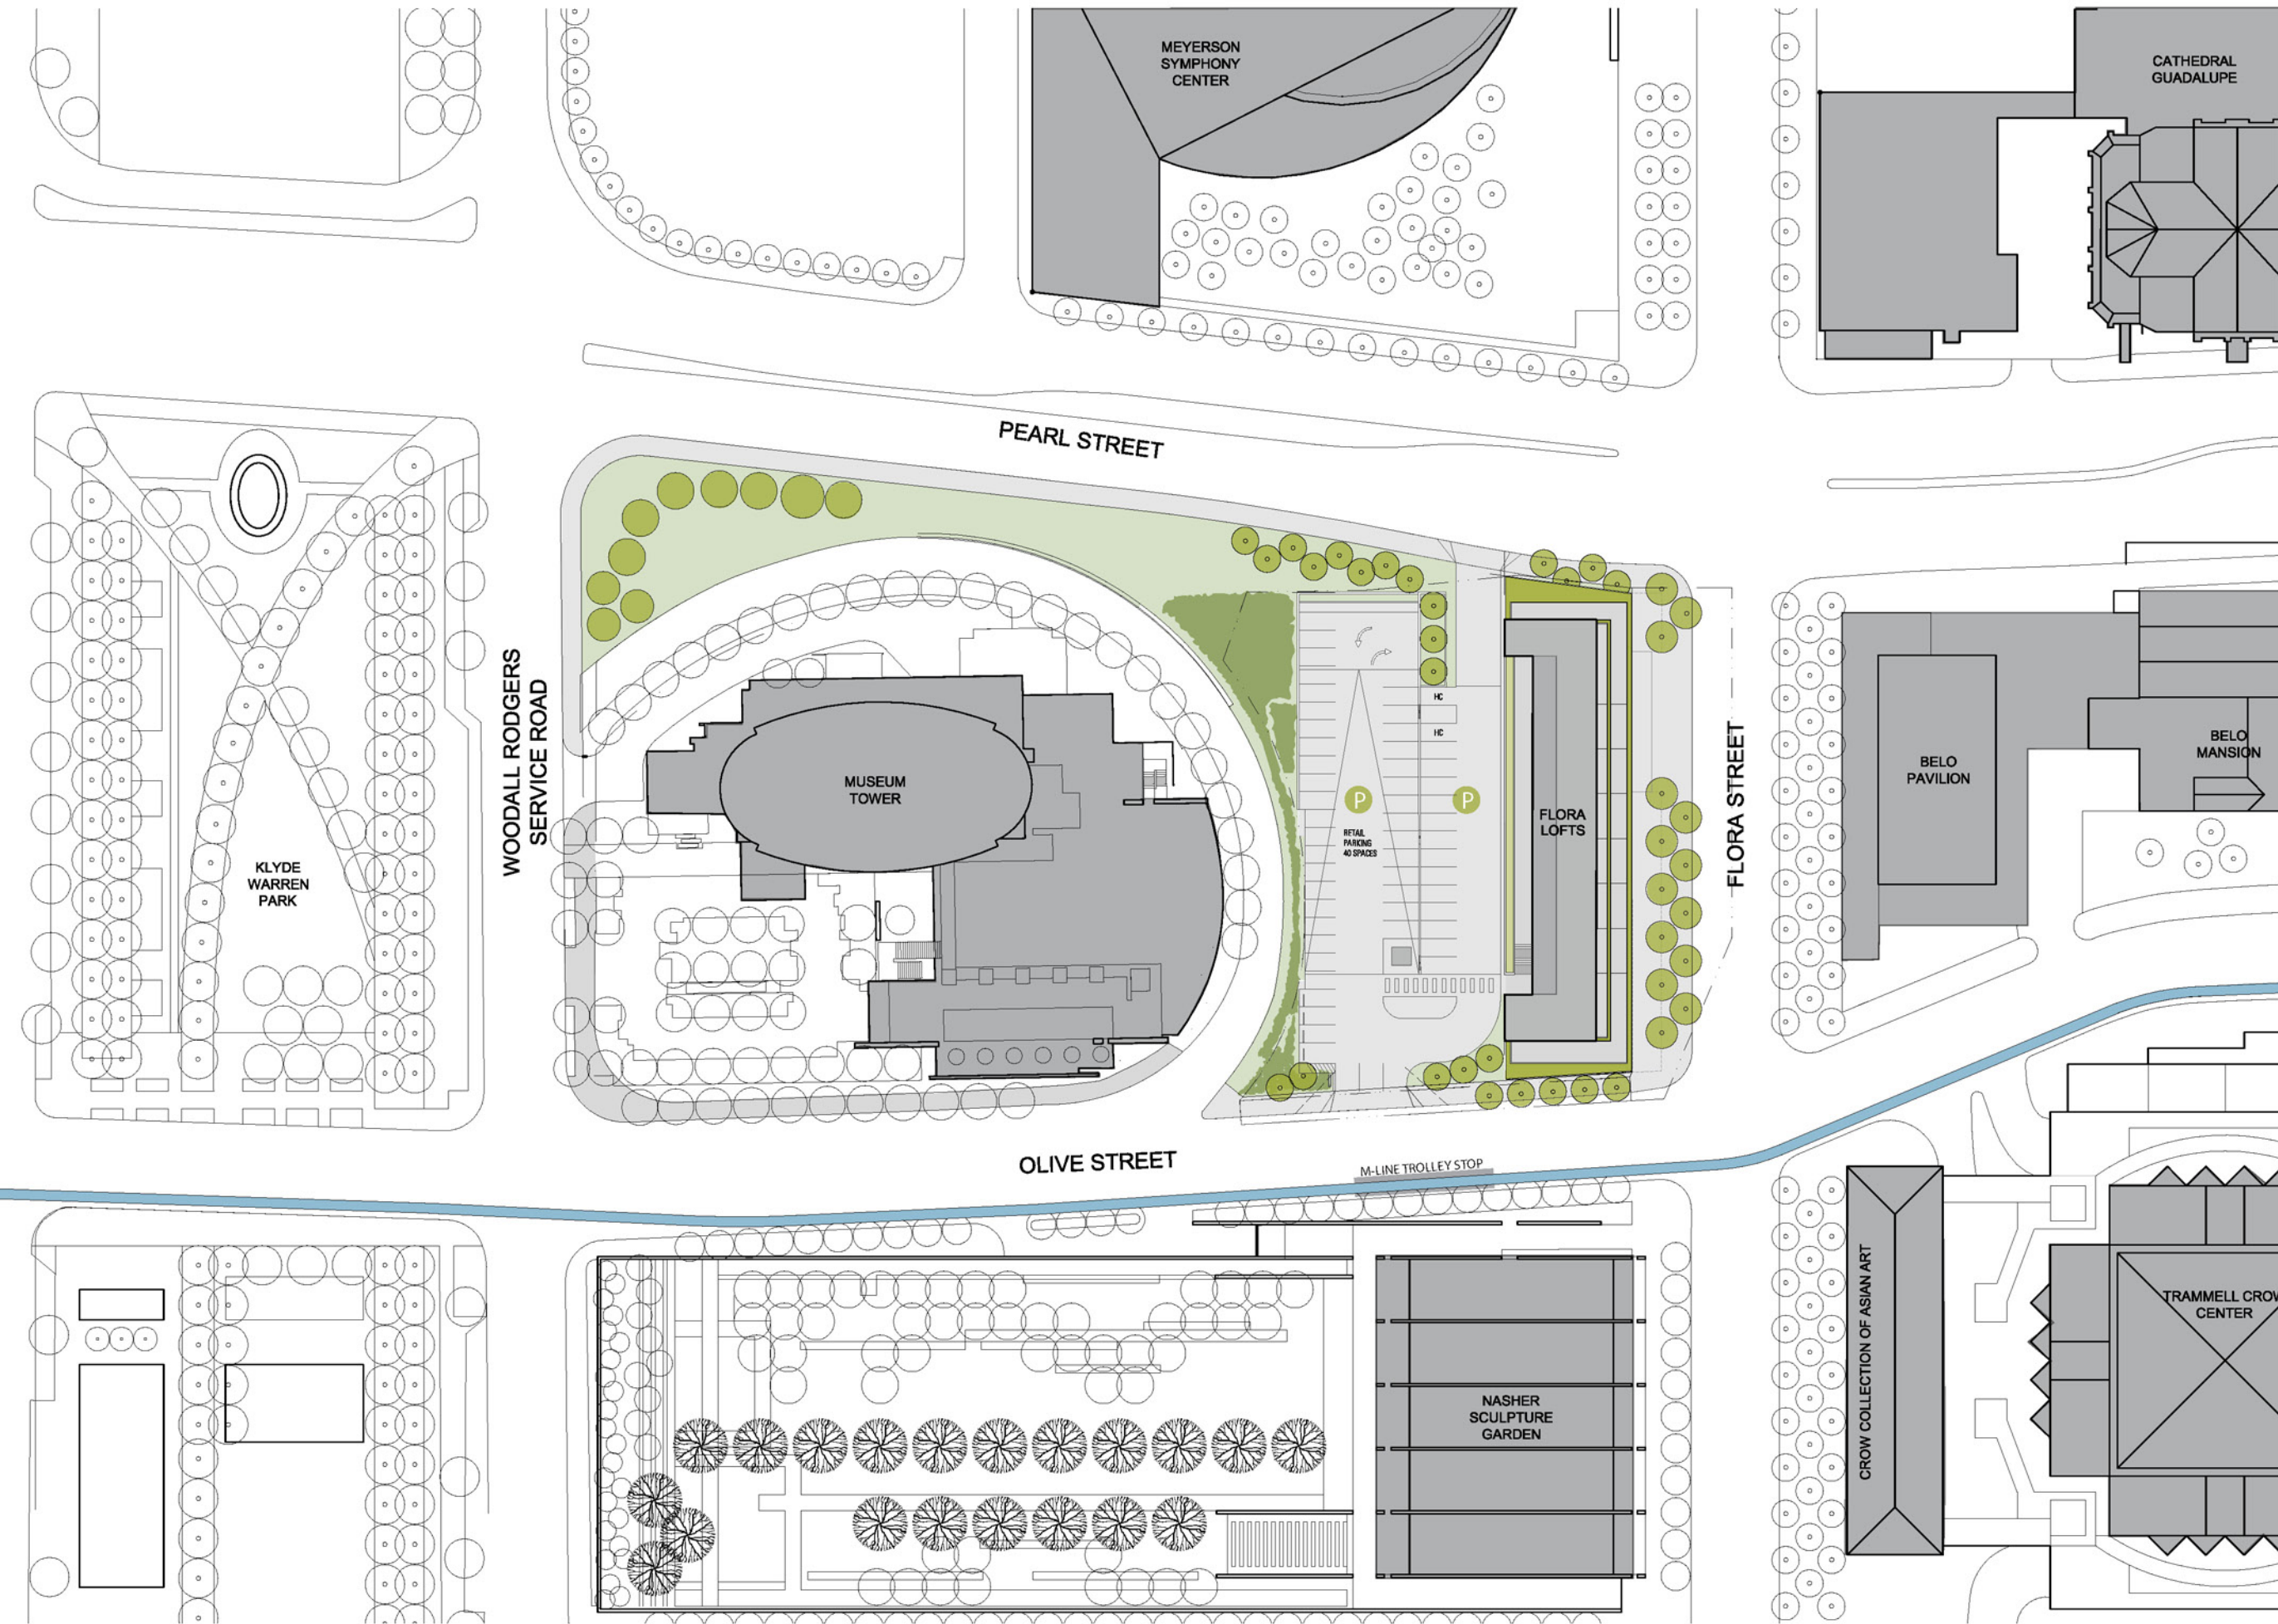 MEYERSON
SYMPHONY
CENTER
CATHEDRAL
GUADALUPE
PEARL STREET
WOODALL RODGERS
SERVICE ROAD
KLYDE
WARREN
PARK
MUSEUM
TOWER
HC
HC
P
P
RETAIL
PARKING
40 SPACES
FLORA
LOFTS
FLORA STREET
BELO
PAVILION
BELO
MANSION
OLIVE STREET
M-LINE TROLLEY STOP
NASHER
SCULPTURE
GARDEN
CROW COLLECTION OF ASIAN ART
TRAMMELL CROW
CENTER